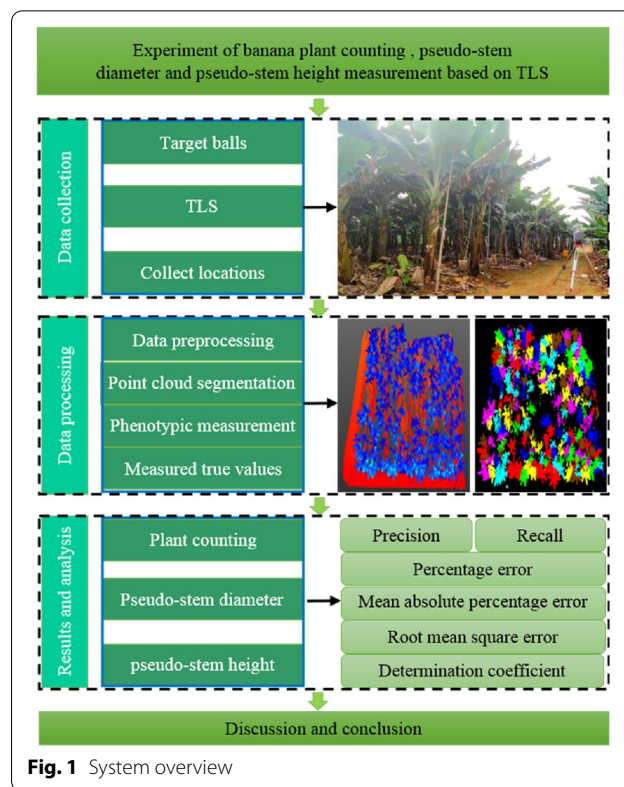 Experiment of banana plant counting , pseudo-stem
diameter and pseudo-stem height measurement based on TLS
Data collection
Target balls
TLS
Collect locations
Data processing
Data preprocessing
Point cloud segmentation
Phenotypic measurement
Measured true values
Results and analysis
Plant counting
Pseudo-stem diameter
pseudo-stem height
Precision
Recall
Percentage error
Mean absolute percentage error
Root mean square error
Determination coefficient
Discussion and conclusion
Fig. 1 System overview